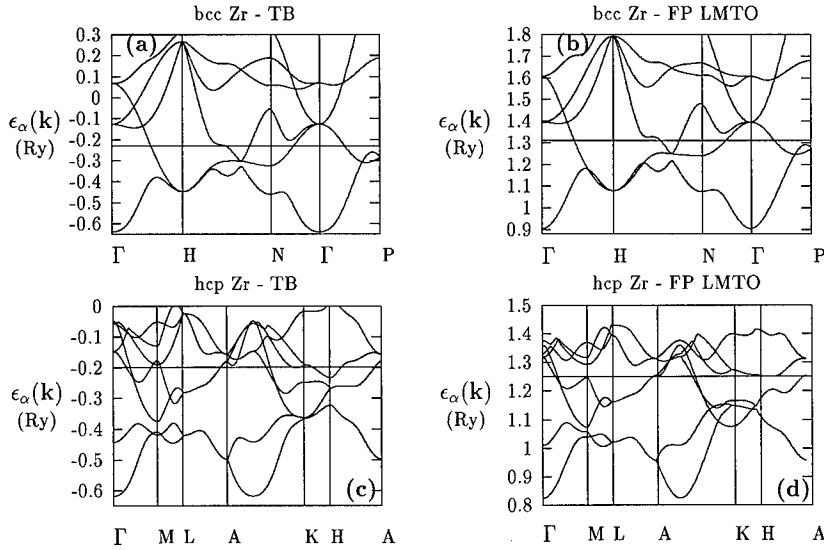 bcc Zr - TB
(a)
0.3
0.2
0.1
0
-0.1
-0.2
-0.3
-0.4
-0.5
-0.6
ϵα(k)
(Ry)
Γ H N Γ P
bcc Zr - FP LMTO
(b)
1.8
1.7
1.6
1.5
1.4
1.3
1.2
1.1
1
0.9
ϵα(k)
(Ry)
Γ H N Γ P
hcp Zr - TB
0
-0.1
-0.2
-0.3
-0.4
-0.5
-0.6
ϵα(k)
(Ry)
(c)
Γ M L A K H A
hcp Zr - FP LMTO
1.5
1.4
1.3
1.2
1.1
1
0.9
0.8
ϵα(k)
(Ry)
(d)
Γ M L A K H A